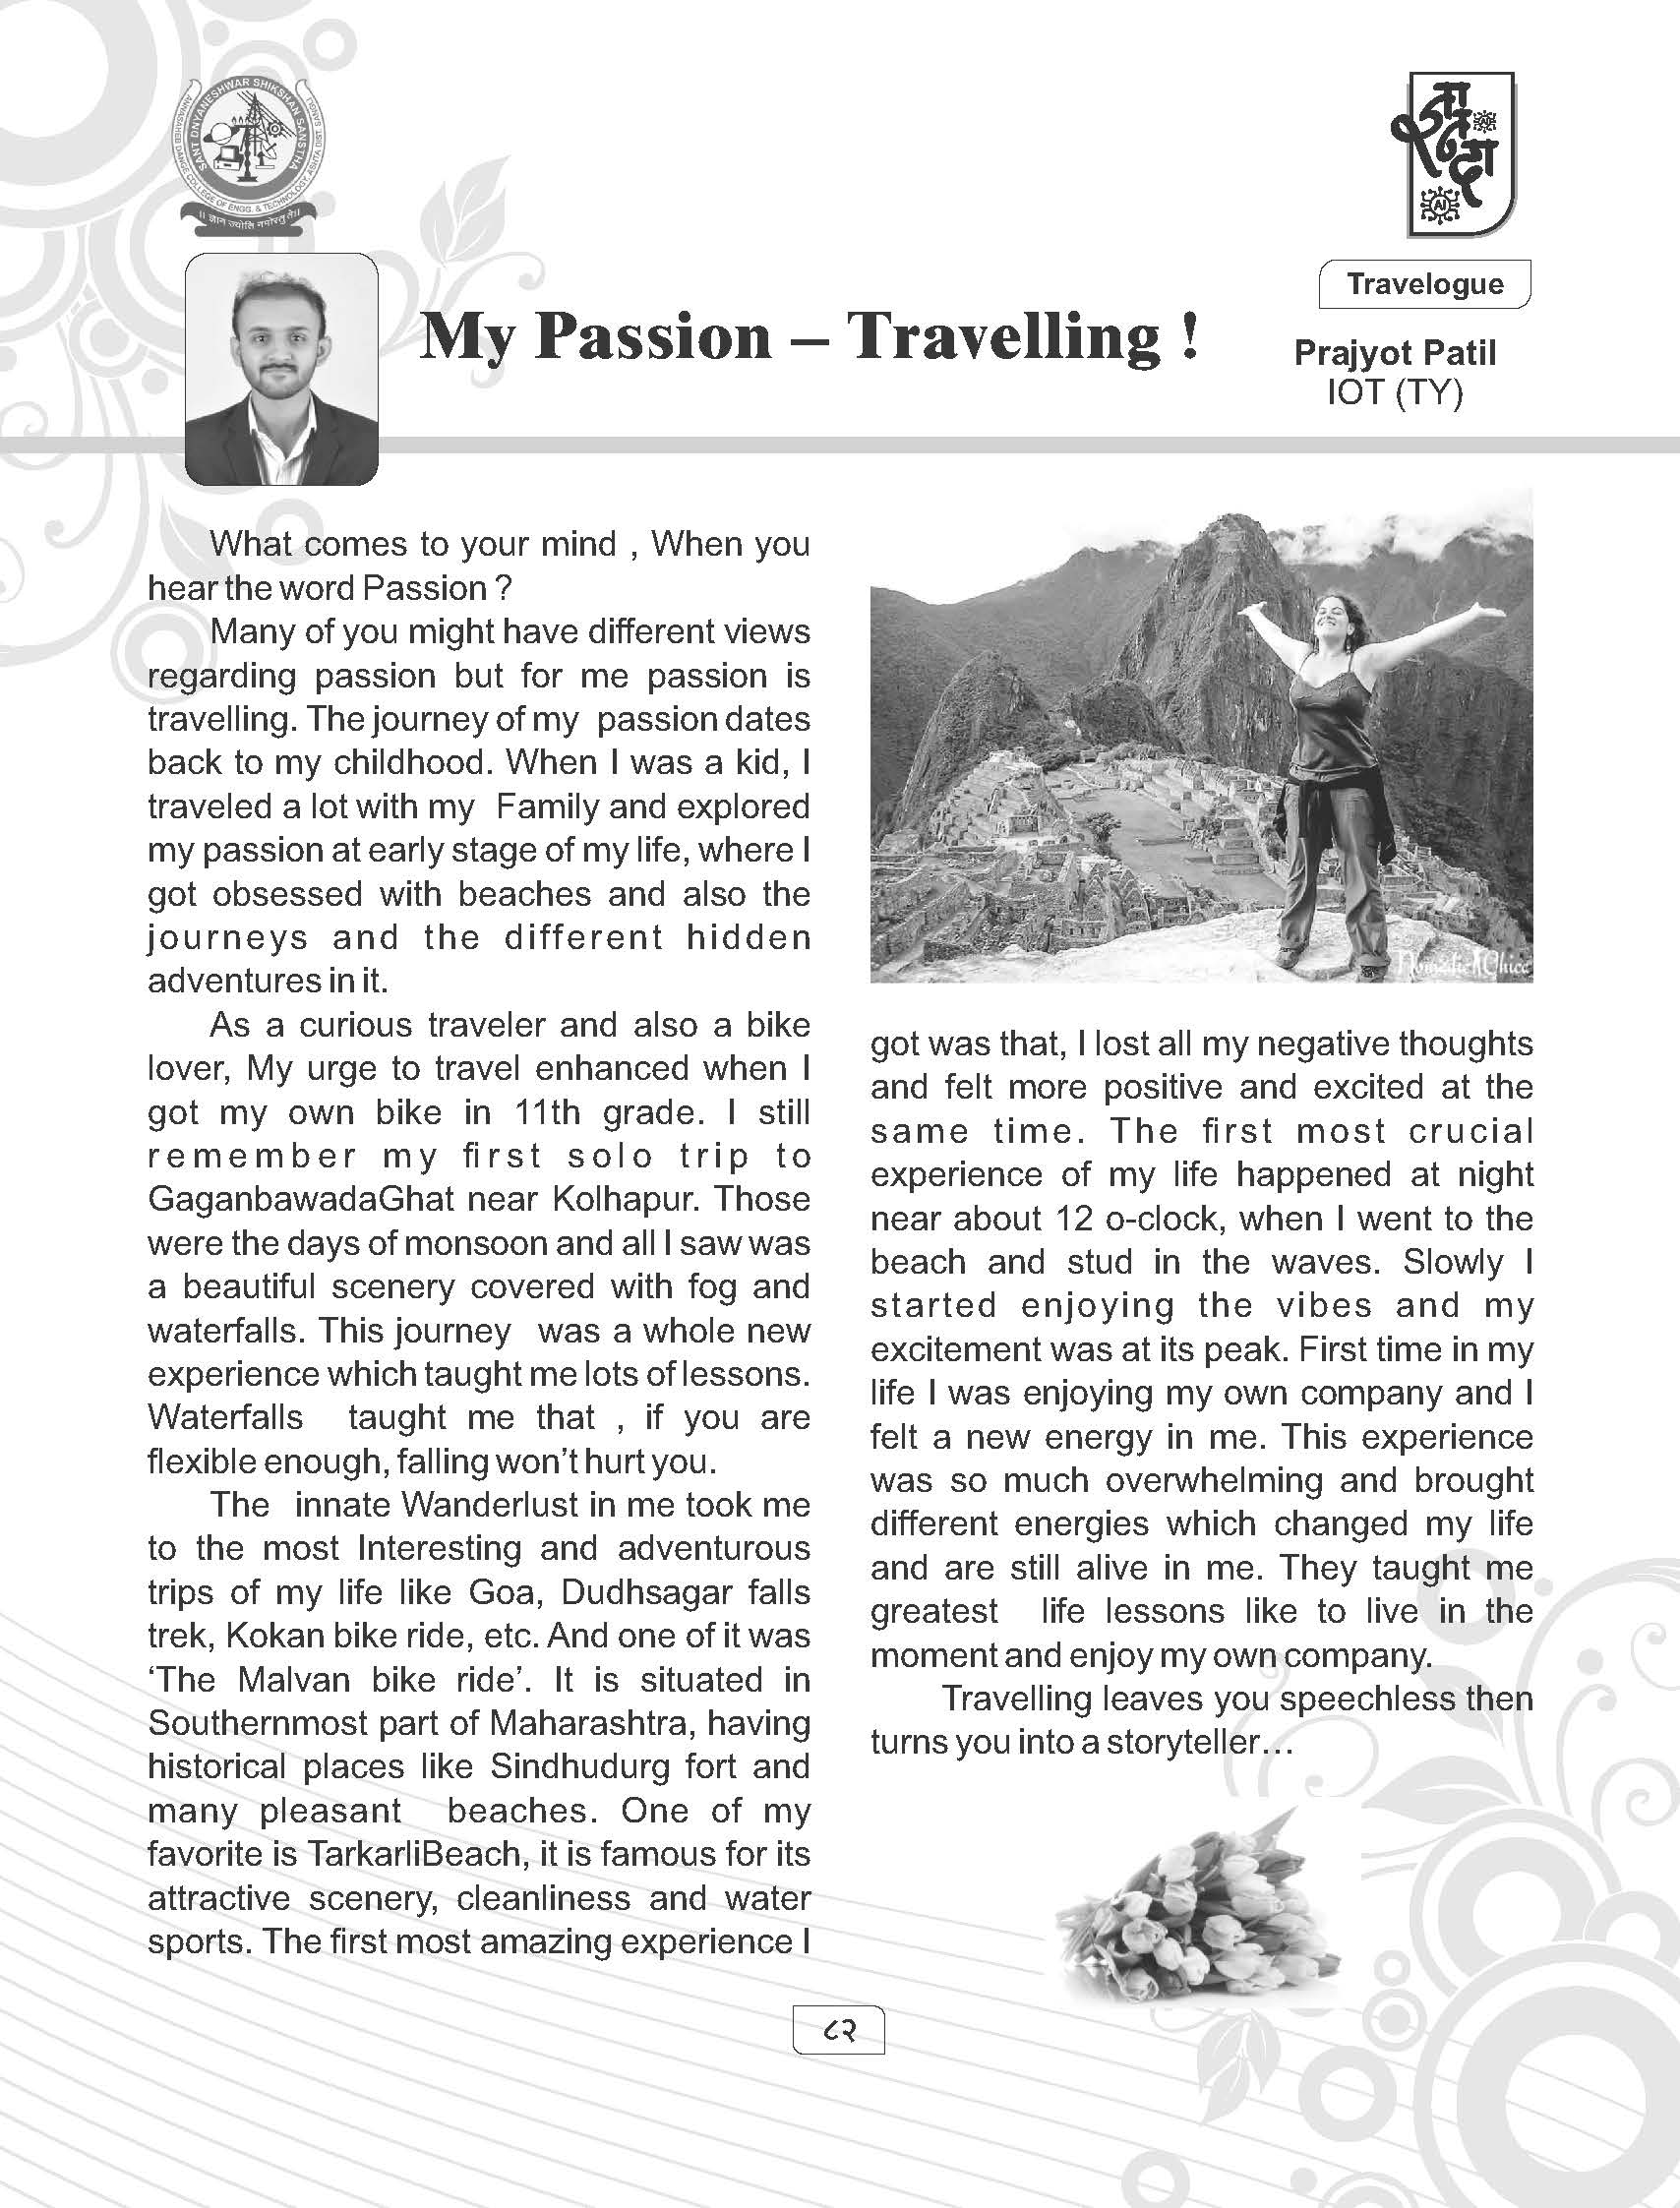 SANT DNYANESHWAR SHIKSHAN SANSTHA
ANNASAHEB DANGE COLLEGE OF ENGG. & TECHNOLOGY, ASHTA DIST. SANGLI
AI
AI
Travelogue
My Passion – Travelling !
Prajyot Patil
IOT (TY)
What comes to your mind , When you
hear the word Passion ?
Many of you might have different views
regarding passion but for me passion is
travelling. The journey of my passion dates
back to my childhood. When I was a kid, I
traveled a lot with my Family and explored
my passion at early stage of my life, where I
got obsessed with beaches and also the
journeys and the different hidden
adventures in it.
As a curious traveler and also a bike
lover, My urge to travel enhanced when I
got my own bike in 11th grade. I still
remember my first solo trip to
GaganbawadaGhat near Kolhapur. Those
were the days of monsoon and all I saw was
a beautiful scenery covered with fog and
waterfalls. This journey was a whole new
experience which taught me lots of lessons.
Waterfalls taught me that , if you are
flexible enough, falling won’t hurt you.
The innate Wanderlust in me took me
to the most Interesting and adventurous
trips of my life like Goa, Dudhsagar falls
trek, Kokan bike ride, etc. And one of it was
‘The Malvan bike ride’. It is situated in
Southernmost part of Maharashtra, having
historical places like Sindhudurg fort and
many pleasant beaches. One of my
favorite is TarkarliBeach, it is famous for its
attractive scenery, cleanliness and water
sports. The first most amazing experience I
got was that, I lost all my negative thoughts
and felt more positive and excited at the
same time. The first most crucial
experience of my life happened at night
near about 12 o-clock, when I went to the
beach and stud in the waves. Slowly I
started enjoying the vibes and my
excitement was at its peak. First time in my
life I was enjoying my own company and I
felt a new energy in me. This experience
was so much overwhelming and brought
different energies which changed my life
and are still alive in me. They taught me
greatest life lessons like to live in the
moment and enjoy my own company.
Travelling leaves you speechless then
turns you into a storyteller…
८२